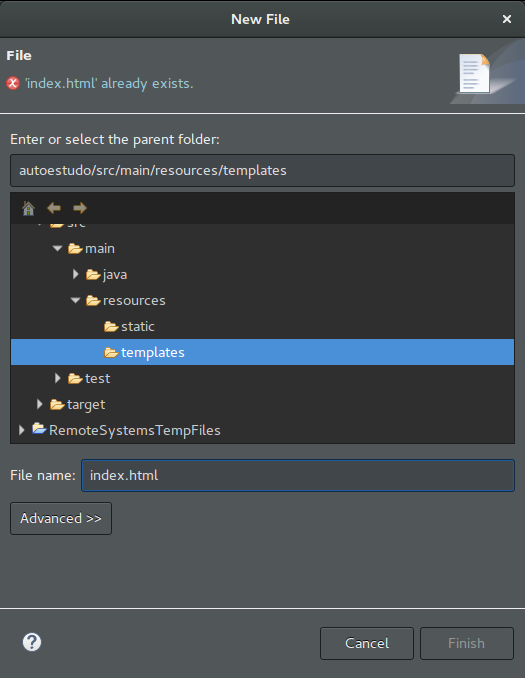 New File
File
'index.html' already exists.
Enter or select the parent folder:
autoestudo/src/main/resources/templates
src
main
java
resources
static
templates
test
target
RemoteSystemsTempFiles
File name: index.html
Advanced >>
Cancel Finish